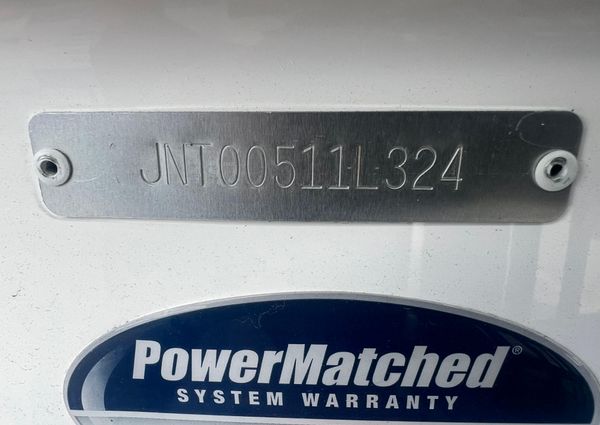 JNT00511L324
PowerMatched®
SYSTEM WARRANTY